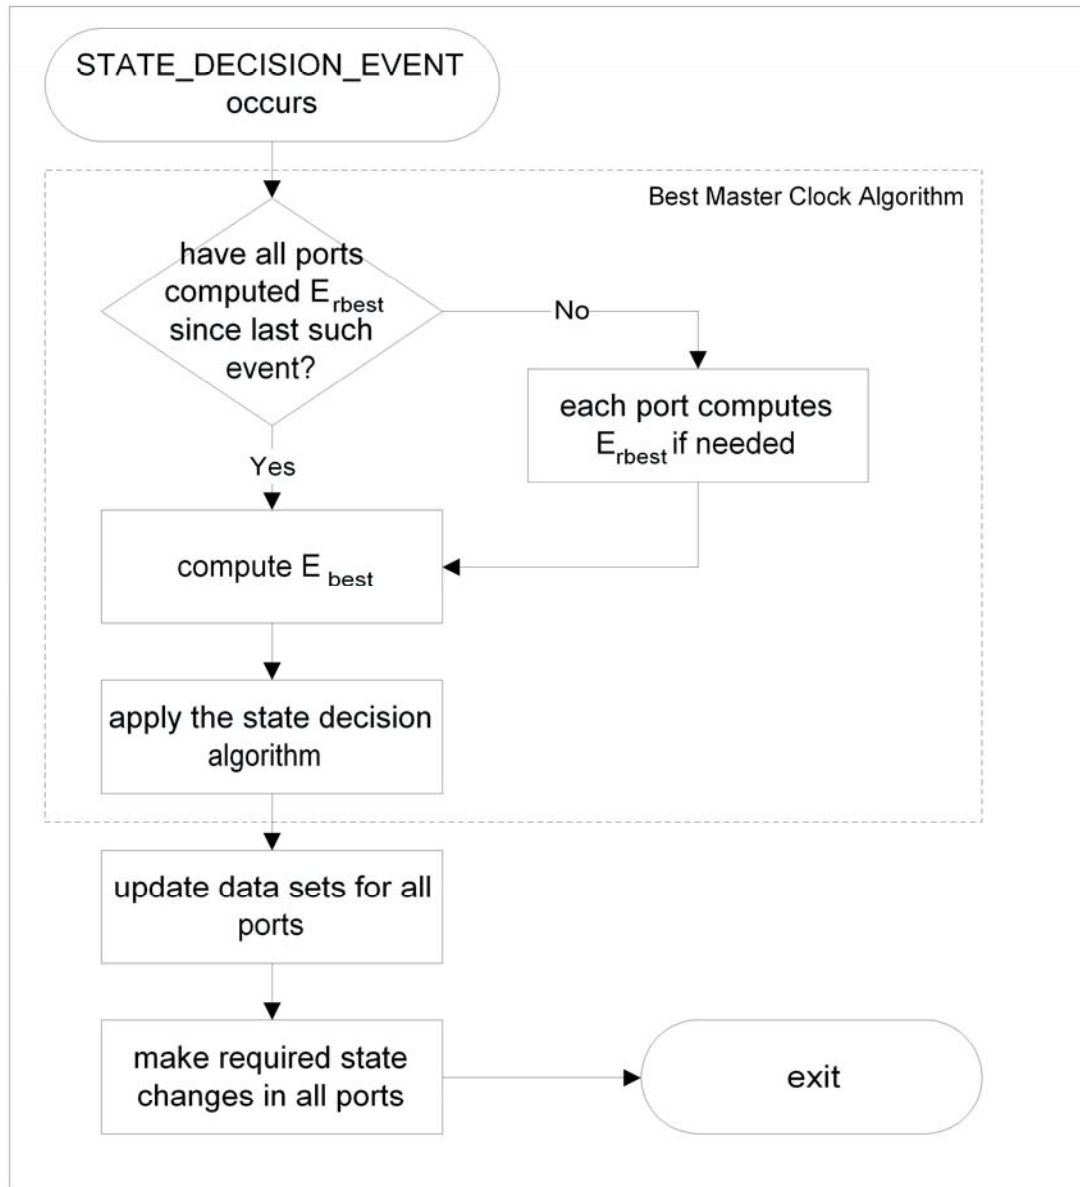 STATE_DECISION_EVENT
occurs
Best Master Clock Algorithm
have all ports
computed E rbest
since last such
event?
No
each port computes
E rbest if needed
Yes
compute E best
apply the state decision
algorithm
update data sets for all
ports
make required state
changes in all ports
exit